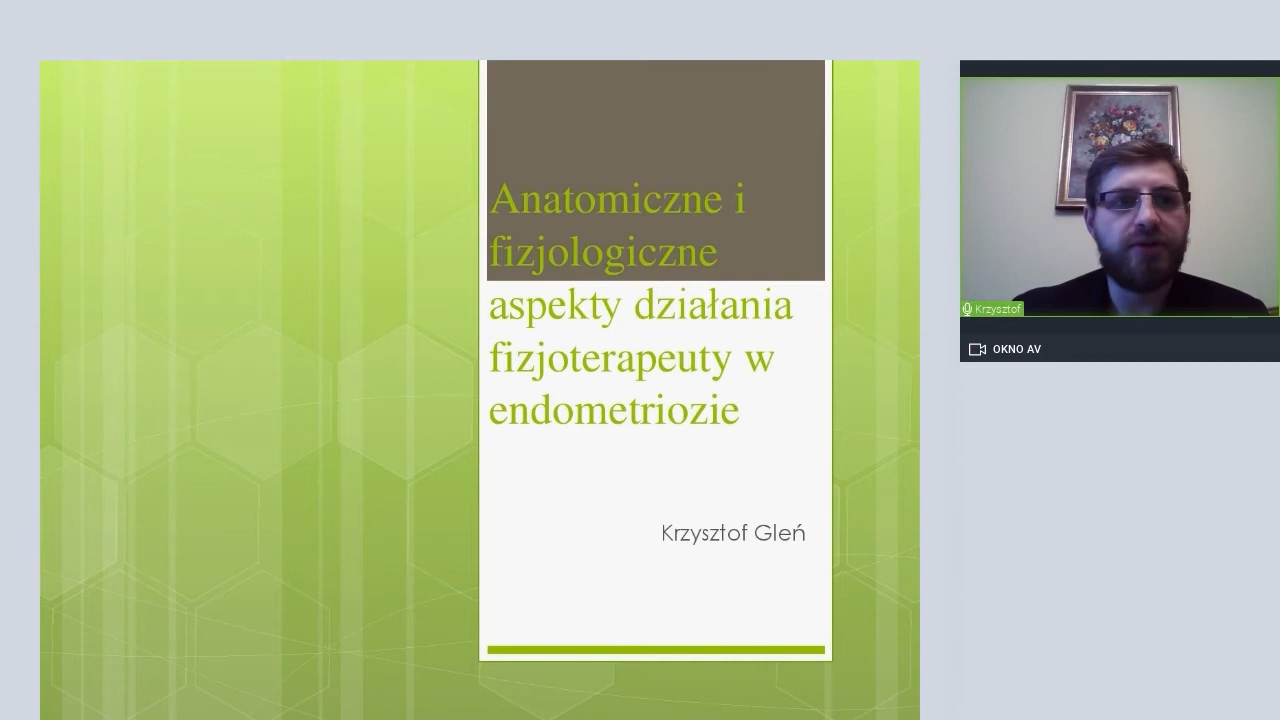 Anatomiczne i
fizjologiczne
aspekty działania
fizjoterapeuty w
endometriozie
Krzysztof Gleń
Krzysztof
OKNO AV